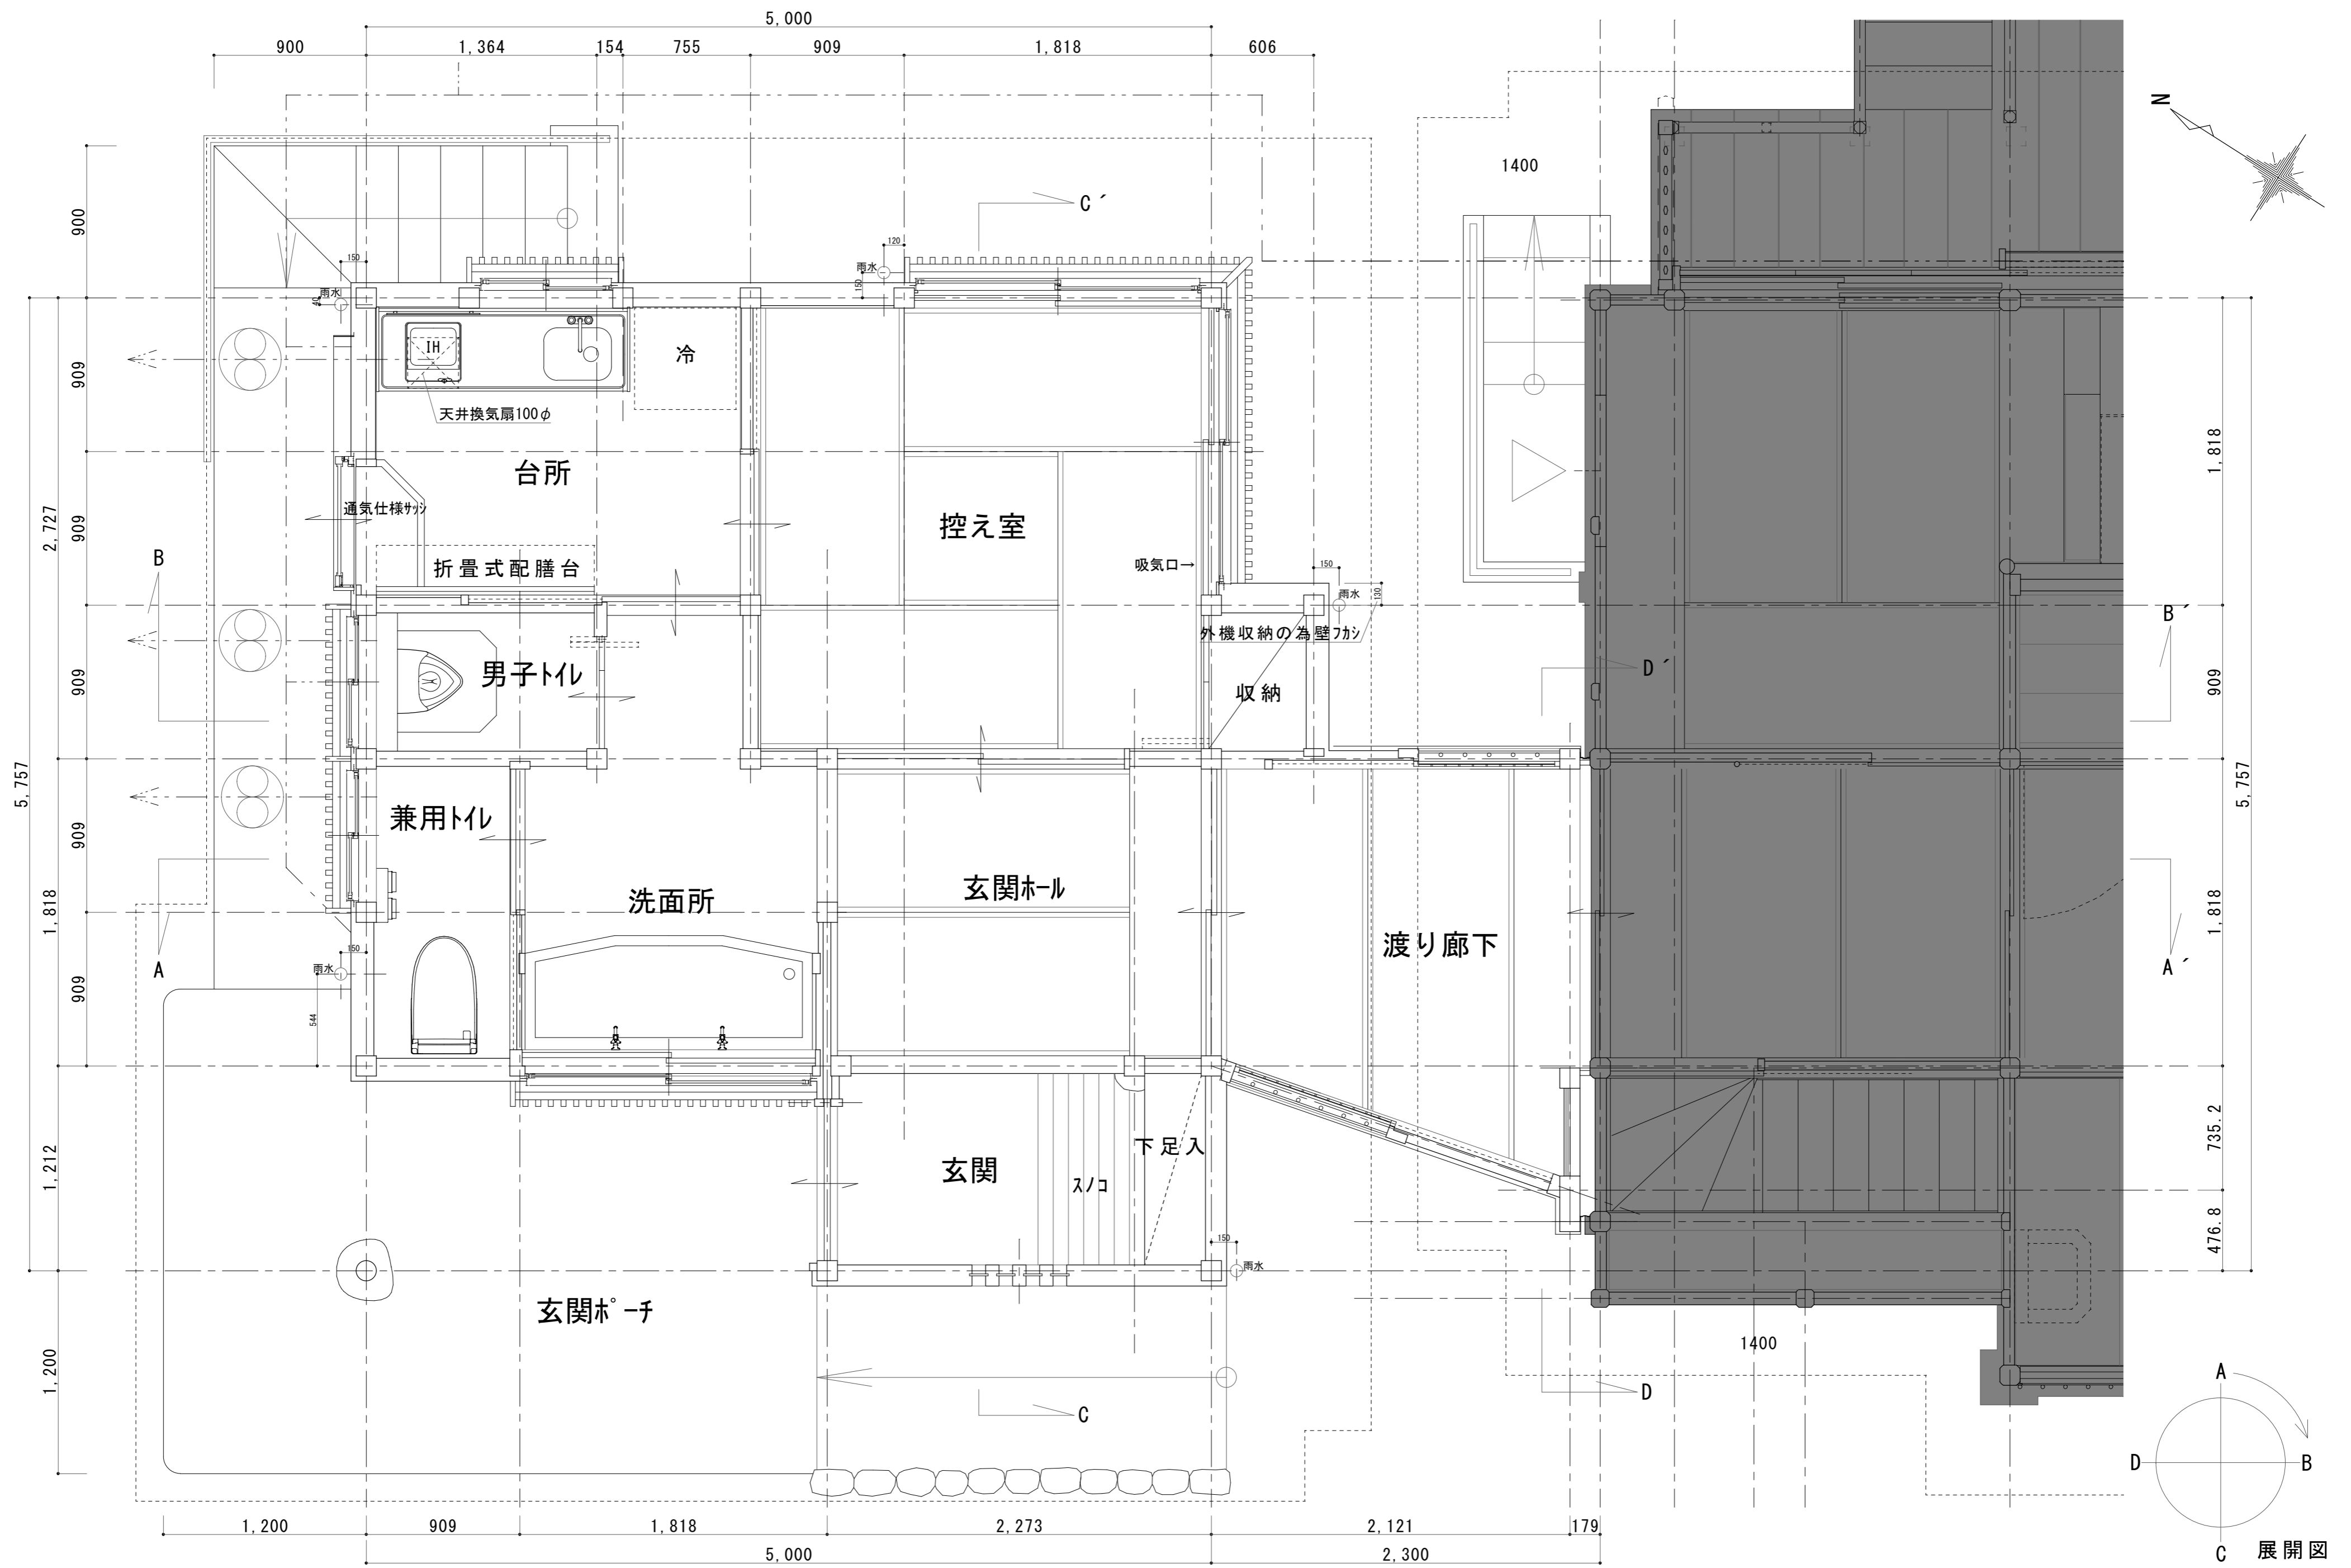 5,000
900
1,364
154
755
909
1,818
606
N
1400
C´
900
150
雨水
40
120
雨水
150
909
IH
冷
天井換気扇100φ
台所
通気仕様ｻｯｼ
控え室
折畳式配膳台
吸気口→
150
雨水
130
外機収納の為壁ﾌｶｼ
2,727
909
B
1,818
B´
男子ﾄｲﾚ
収納
D´
909
909
5,757
5,757
兼用ﾄｲﾚ
909
洗面所
玄関ﾎｰﾙ
渡り廊下
1,818
1,818
A
A´
150
雨水
544
909
下足入
735.2
1,212
玄関
ｽﾉｺ
476.8
150
雨水
玄関ﾎﾟｰﾁ
1400
1,200
C
D
A
D
B
C
展開図
1,200
909
1,818
2,273
2,121
179
5,000
2,300